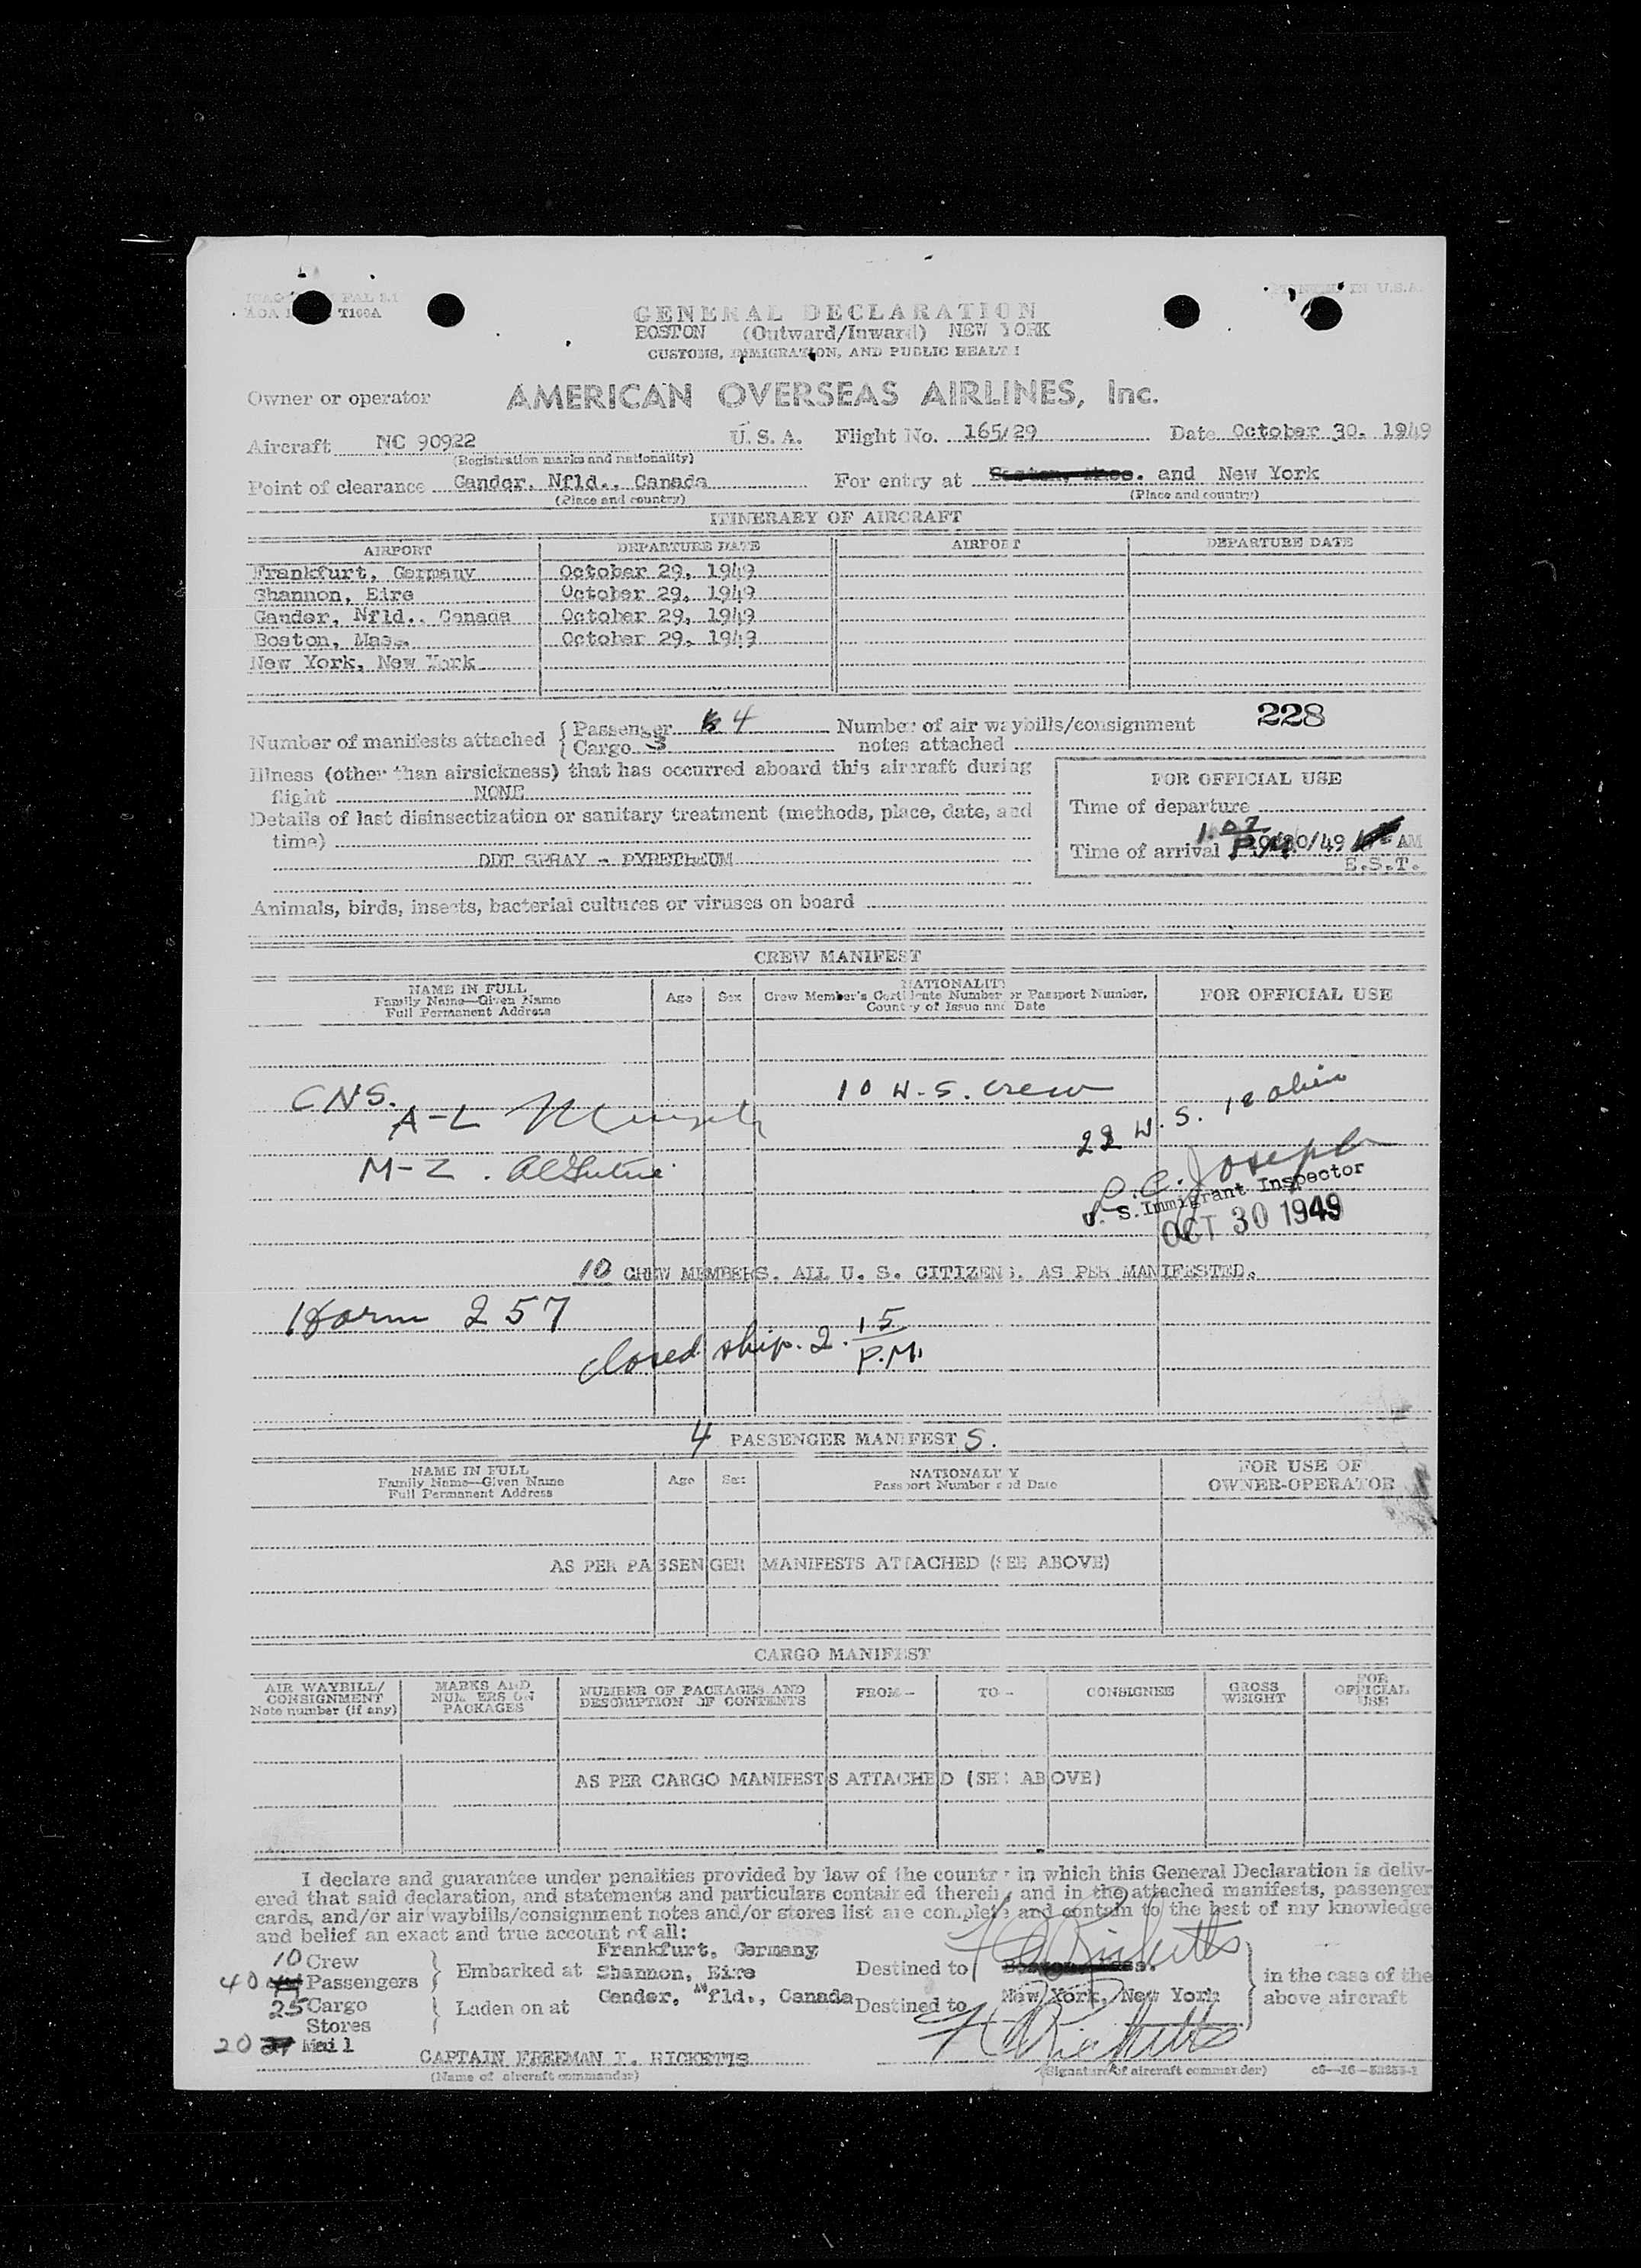 T100A
PRINTED IN U.S.A.
GENERAL DECLARATION
BOSTON (Outward/Inward) NEW YORK
CUSTOMS, IMMIGRATION, AND PUBLIC HEALTH
Owner or operator AMERICAN OVERSEAS AIRLINES, Inc.
Aircraft NC 90922 U. S. A. Flight No. 165/29 Date October 30. 1949
(Registration marks and nationality)
Point of clearance Gander. Nfld.. Canada For entry at and New York
(Place and country) (Place and country)
ITINERARY OF AIRCRAFT
AIRPORT DEPARTURE DATE AIRPORT DEPARTURE DATE
Frankfurt, Germany October 29, 1949
Shannon, Eire October 29. 1949
Gander, Nfld.. Canada October 29, 1949
Boston, Mass. October 29, 1949
New York, New York
228
Number of manifests attached { Passenger 4 Number of air waybills/consignment
{ Cargo 3 notes attached
Illness (other than airsickness) that has occurred aboard this aircraft during
flight NONE
FOR OFFICIAL USE
Details of last disinsectization or sanitary treatment (methods, place, date, and
time)
DDT SPRAY - PYRETHEUM
Time of departure
1.07 P.M.
Time of arrival 10/30/49 AM
E.S.T.
Animals, birds, insects, bacterial cultures or viruses on board
CREW MANIFEST
NAME IN FULL
Family Name—Given Name
Full Permanent Address
Age Sex
NATIONALITY
Crew Member's Certificate Number or Passport Number,
Country of Issue and Date
FOR OFFICIAL USE
CNS. 10 U.S. crew
A-L
22 U.S. 18 alien
M-Z.
Joseph
U. S. Immigrant Inspector
OCT 30 1949
10 CREW MEMBERS. ALL U. S. CITIZENS. AS PER MANIFESTED.
1 form 257
closed ship. 2.15 P.M.
4 PASSENGER MANIFEST S.
NAME IN FULL
Family Name—Given Name
Full Permanent Address
Age Sex
NATIONALITY
Passport Number and Date
FOR USE OF
OWNER-OPERATOR
AS PER PASSENGER MANIFESTS ATTACHED (SEE ABOVE)
CARGO MANIFEST
AIR WAYBILL/
CONSIGNMENT
Note number (if any)
MARKS AND
NUMBERS ON
PACKAGES
NUMBER OF PACKAGES AND
DESCRIPTION OF CONTENTS
FROM— TO— CONSIGNEE
GROSS
WEIGHT
FOR
OFFICIAL
USE
AS PER CARGO MANIFESTS ATTACHED (SEE ABOVE)
I declare and guarantee under penalties provided by law of the country in which this General Declaration is deliv-
ered that said declaration, and statements and particulars contained therein, and in the attached manifests, passenger
cards, and/or air waybills/consignment notes and/or stores list are complete and contain to the best of my knowledge
and belief an exact and true account of all:
10 Crew
40 Passengers
25 Cargo
Stores
20 Mail
Embarked at
Laden on at
Frankfurt, Germany
Shannon, Eire
Gander, Nfld., Canada
Destined to
Destined to New York, New York
in the case of the
above aircraft
CAPTAIN FREEMAN I. RICKETTS
(Name of aircraft commander)
(Signature of aircraft commander)